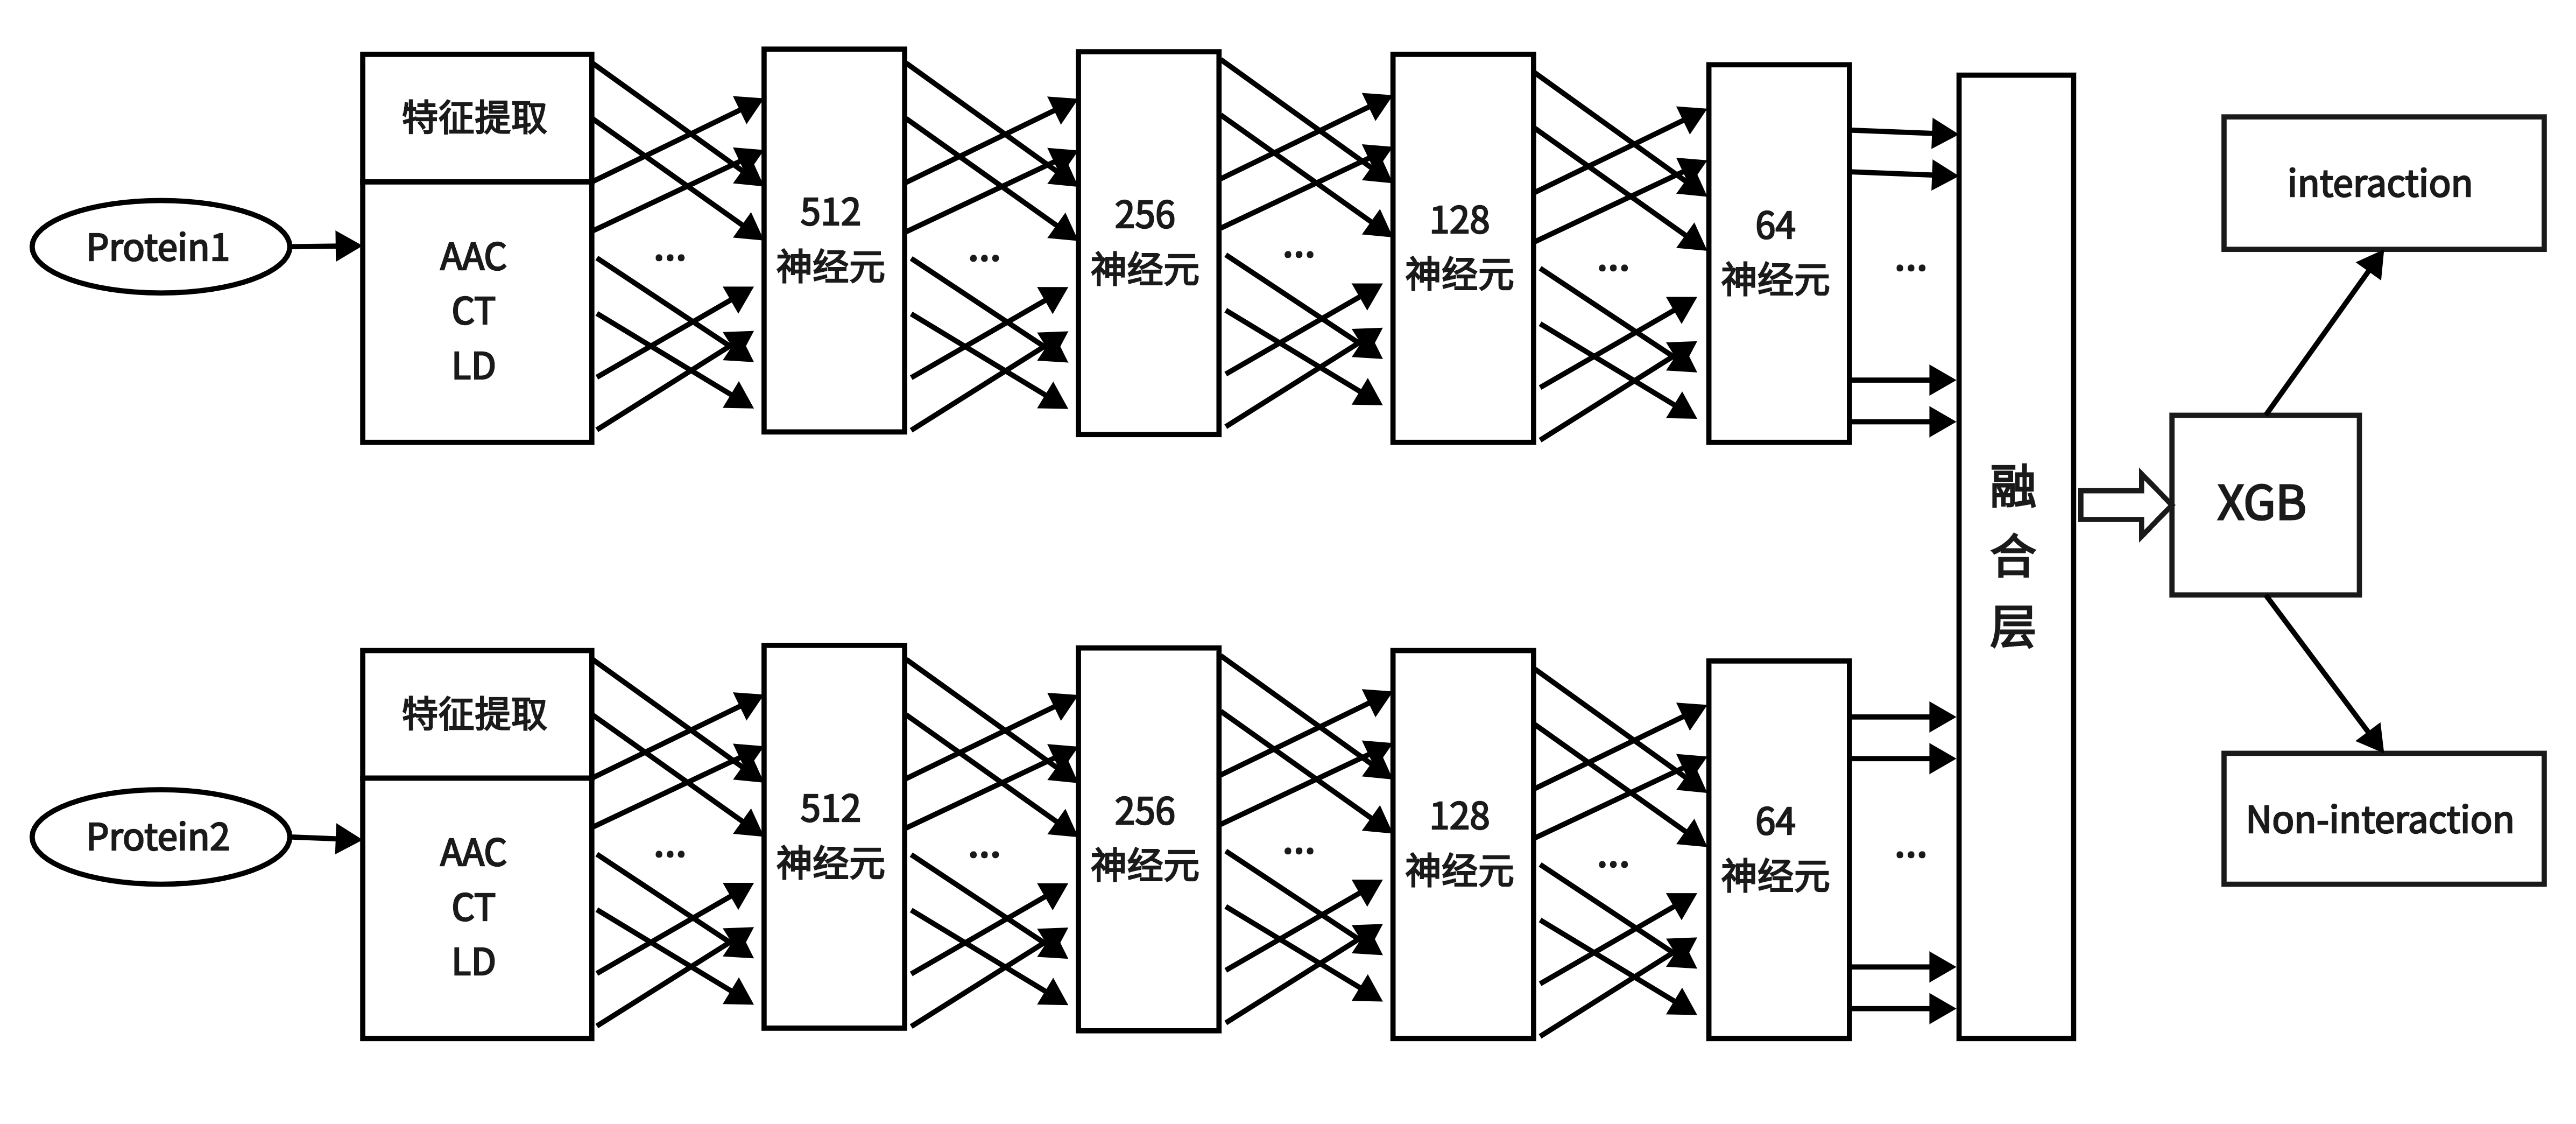 Protein1
特征提取
AAC
CT
LD
...
512
神经元
...
256
神经元
...
128
神经元
...
64
神经元
...
Protein2
特征提取
AAC
CT
LD
...
512
神经元
...
256
神经元
...
128
神经元
...
64
神经元
...
融
合
层
XGB
interaction
Non-interaction